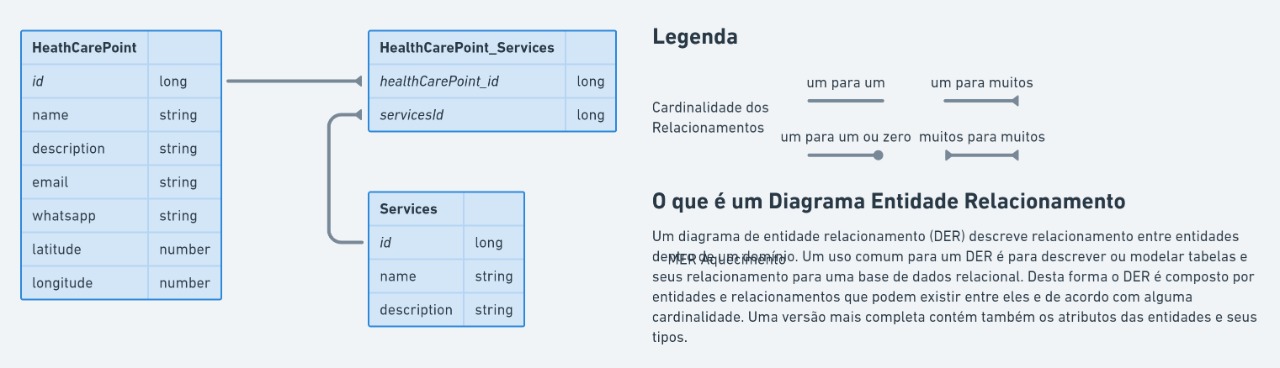 HeathCarePoint
id long
name string
description string
email string
whatsapp string
latitude number
longitude number
HealthCarePoint_Services
healthCarePoint_id long
servicesId long
Services
id long
name string
description string
Legenda
Cardinalidade dos
Relacionamentos
um para um
um para muitos
um para um ou zero
muitos para muitos
O que é um Diagrama Entidade Relacionamento
Um diagrama de entidade relacionamento (DER) descreve relacionamento entre entidades
dentro de um domínio. Um uso comum para um DER é para descrever ou modelar tabelas e
MER Aquecimento
seus relacionamento para uma base de dados relacional. Desta forma o DER é composto por
entidades e relacionamentos que podem existir entre eles e de acordo com alguma
cardinalidade. Uma versão mais completa contém também os atributos das entidades e seus
tipos.